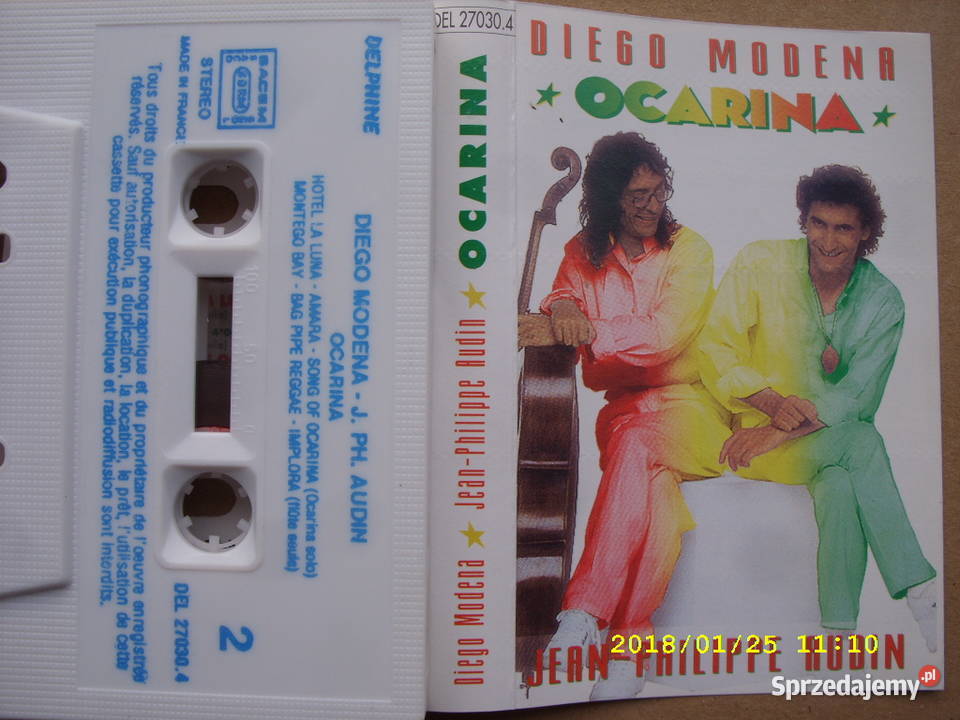 DELPHINE
DIEGO MODENA - J. PH. AUDIN
OCARINA
HOTEL LA LUNA - AMARA - SONG OF OCARINA (Ocarina solo)
MONTEGO BAY - BAG PIPE REGGAE - IMPLORA (flûte seule)
SACEM
STEREO
MADE IN FRANCE
2
DEL 27030.4
Tous droits du producteur phonographique et du propriétaire de l'oeuvre enregistrée
réservés. Sauf autorisation, la duplication, la location, le prêt, l'utilisation de cette
cassette pour exécution publique et radiodiffusion sont interdits.
DEL 27030.4
Diego Modena ★ Jean-Philippe Audin ★ OCARINA
DIEGO MODENA
★ OCARINA ★
JEAN-PHILIPPE AUDIN
2018/01/25 11:10
Sprzedajemy.pl